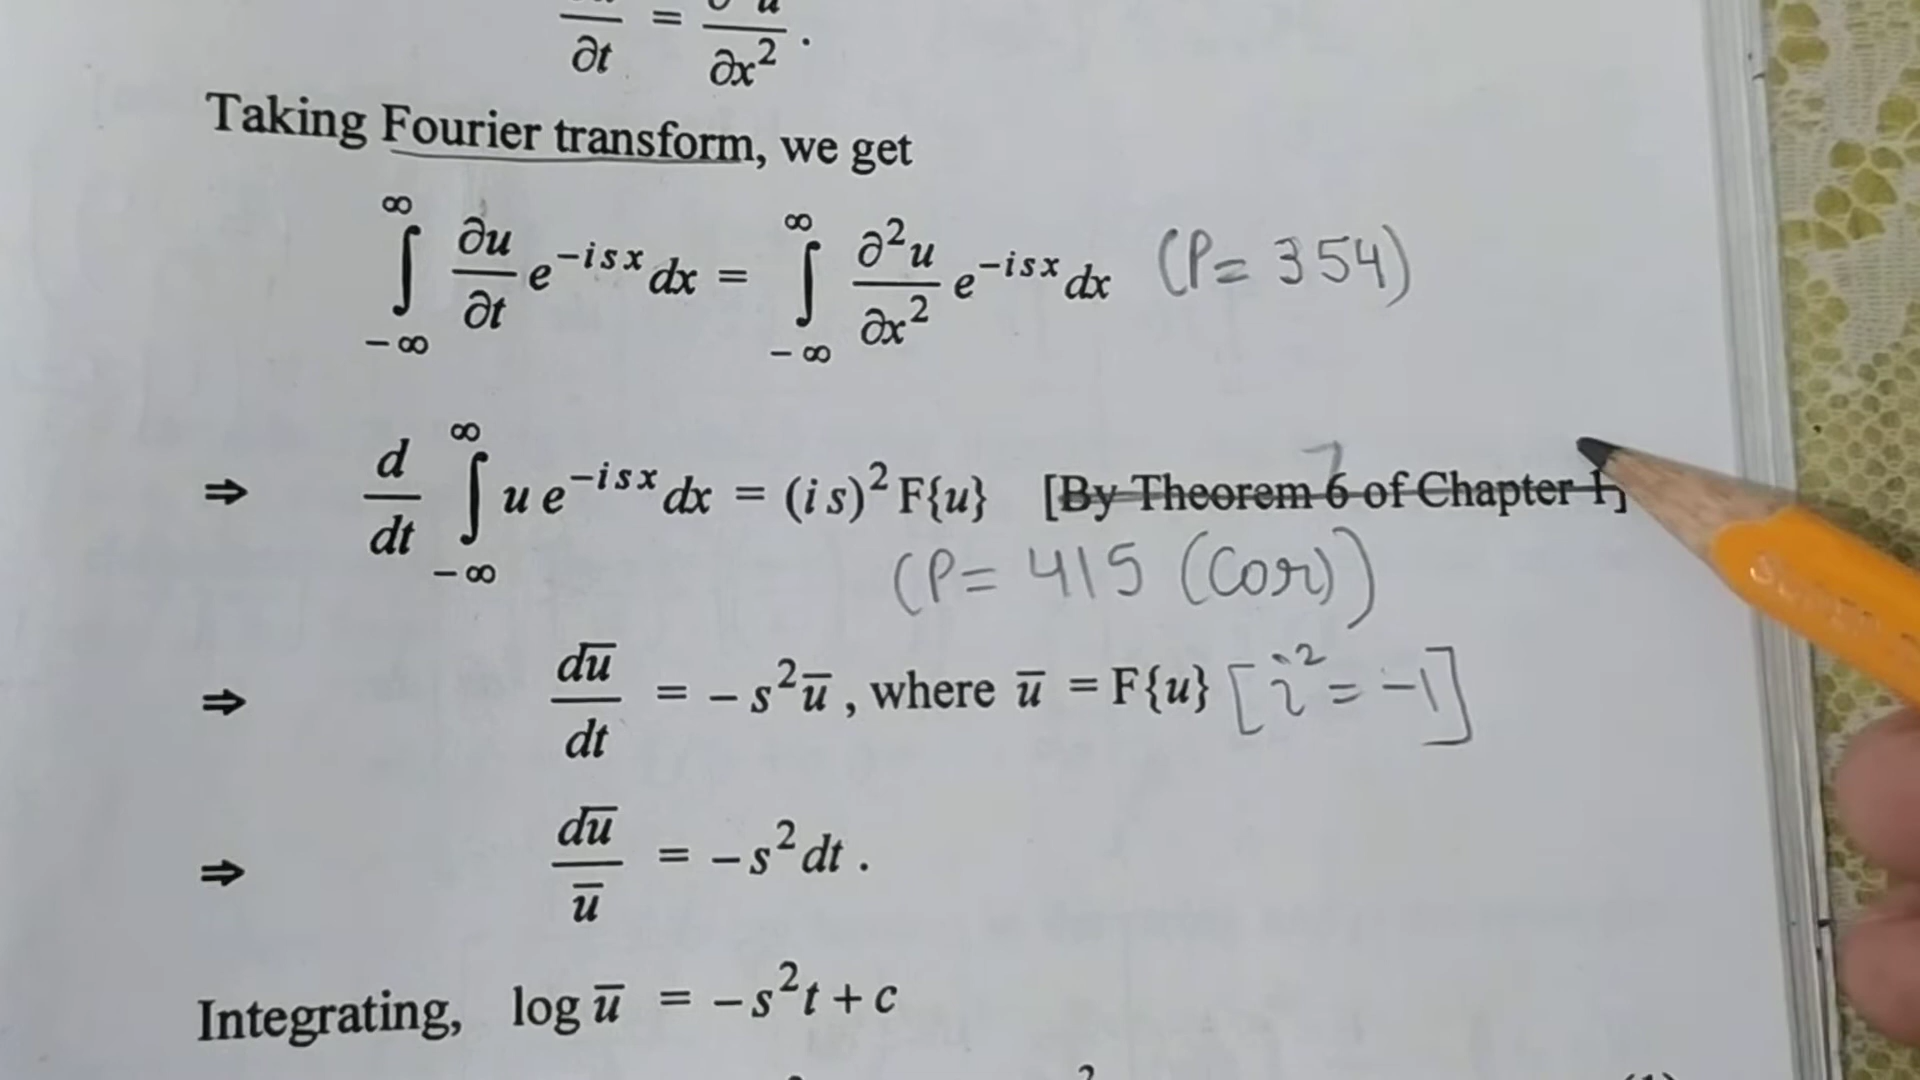 ∂u/∂t = ∂²u/∂x² .
Taking Fourier transform, we get
∫_{-∞}^{∞} ∂u/∂t e^{-isx} dx = ∫_{-∞}^{∞} ∂²u/∂x² e^{-isx} dx (P= 354)
7
⇒ d/dt ∫_{-∞}^{∞} u e^{-isx} dx = (is)² F{u} [By Theorem 6 of Chapter 1]
(P= 415 (Cor))
⇒ dū/dt = -s²ū, where ū = F{u} [i² = -1]
⇒ dū/ū = -s² dt .
Integrating, log ū = -s²t + c